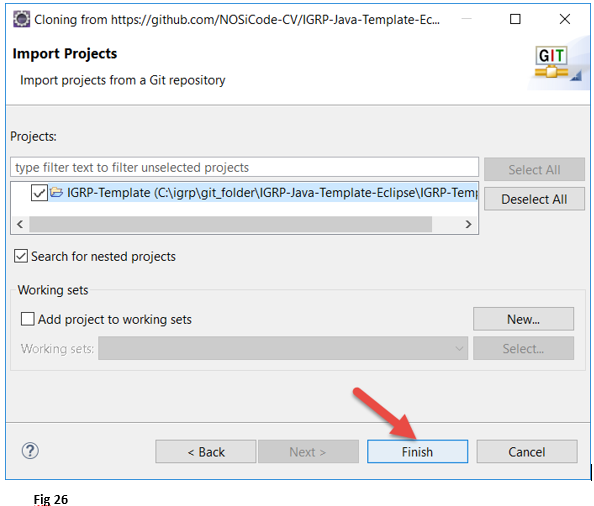 Cloning from https://github.com/NOSiCode-CV/IGRP-Java-Template-Ec...
Import Projects
Import projects from a Git repository
GIT
Projects:
type filter text to filter unselected projects
Select All
IGRP-Template (C:\igrp\git_folder\IGRP-Java-Template-Eclipse\IGRP-Temp
Deselect All
Search for nested projects
Working sets
Add project to working sets
New...
Working sets:
Select...
?
< Back
Next >
Finish
Cancel
Fig 26